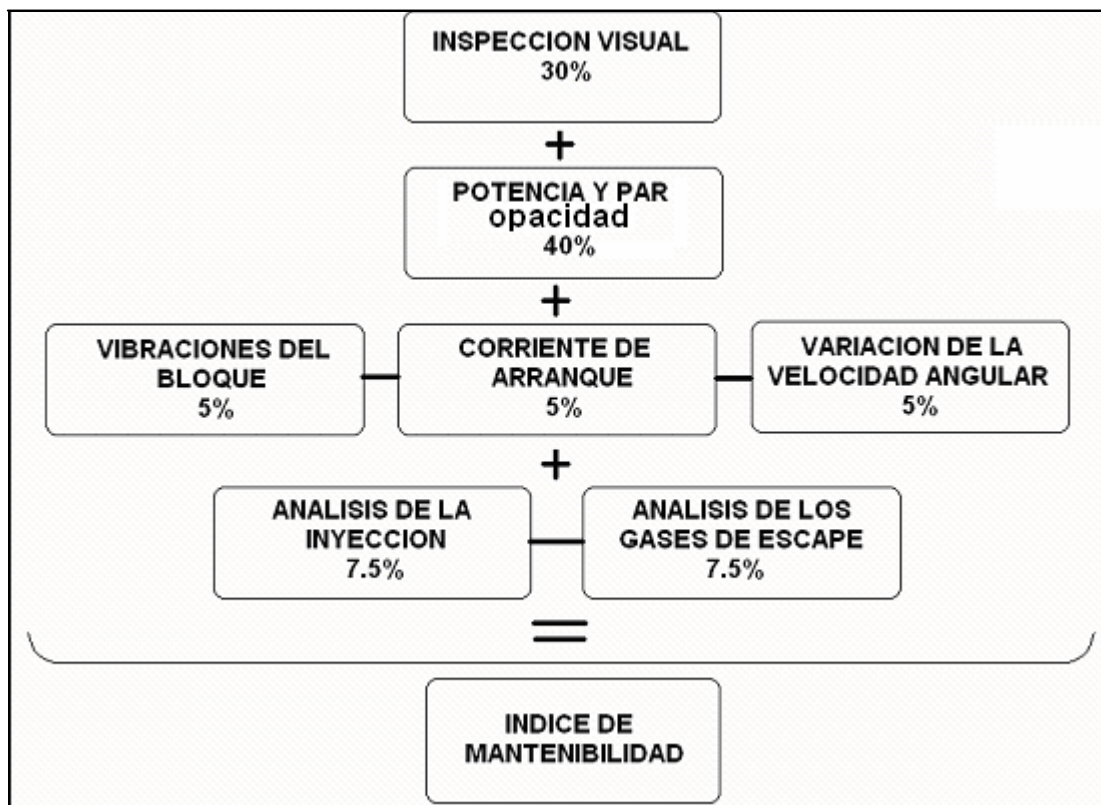 INSPECCION VISUAL
30%
+
POTENCIA Y PAR
opacidad
40%
+
VIBRACIONES DEL
BLOQUE
5%
CORRIENTE DE
ARRANQUE
5%
VARIACION DE LA
VELOCIDAD ANGULAR
5%
+
ANALISIS DE LA
INYECCION
7.5%
ANALISIS DE LOS
GASES DE ESCAPE
7.5%
=
INDICE DE
MANTENIBILIDAD